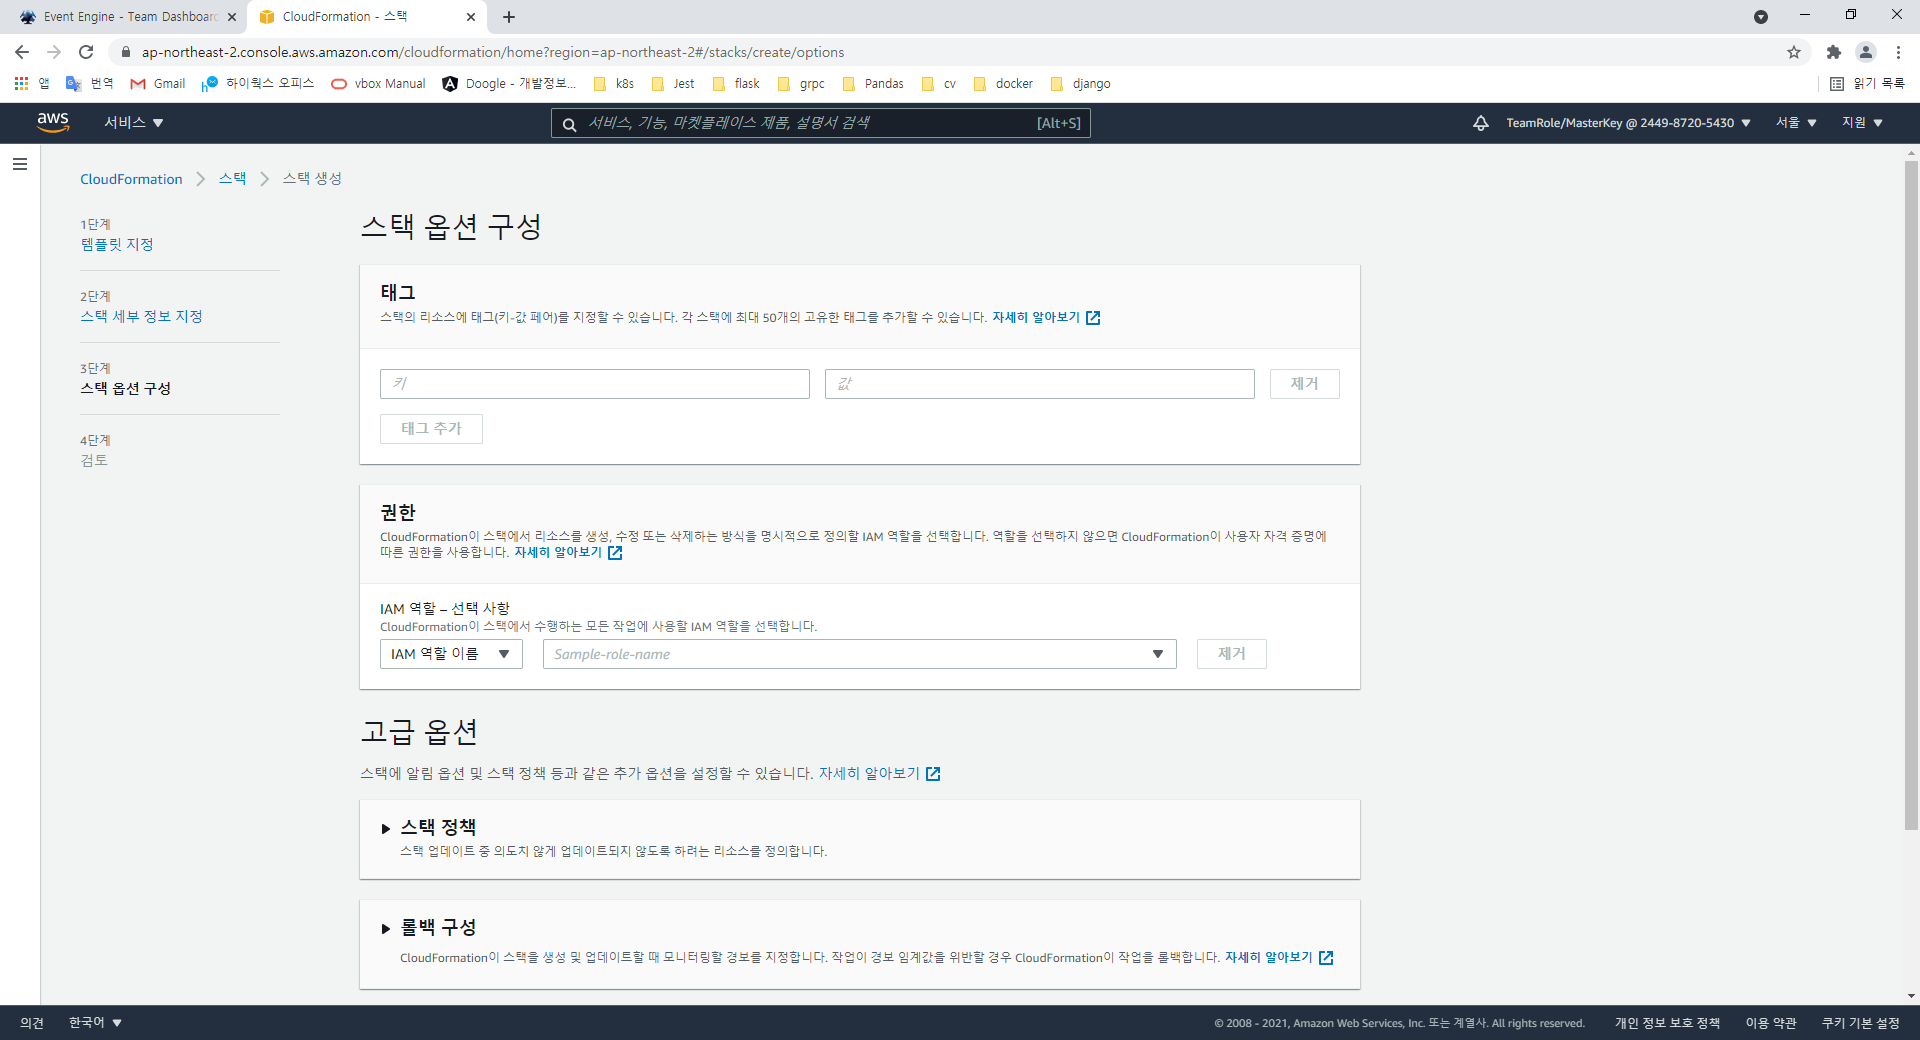 Event Engine - Team Dashboar
CloudFormation - 스택
ap-northeast-2.console.aws.amazon.com/cloudformation/home?region=ap-northeast-2#/stacks/create/options
앱 번역 Gmail 하이웍스 오피스 vbox Manual Doogle - 개발정보... k8s Jest flask grpc Pandas cv docker django 읽기 목록
aws 서비스 서비스, 기능, 마켓플레이스 제품, 설명서 검색 [Alt+S] TeamRole/MasterKey @ 2449-8720-5430 서울 지원
CloudFormation 스택 스택 생성
1단계
템플릿 지정
2단계
스택 세부 정보 지정
3단계
스택 옵션 구성
4단계
검토
스택 옵션 구성
태그
스택의 리소스에 태그(키-값 페어)를 지정할 수 있습니다. 각 스택에 최대 50개의 고유한 태그를 추가할 수 있습니다. 자세히 알아보기
키 값 제거
태그 추가
권한
CloudFormation이 스택에서 리소스를 생성, 수정 또는 삭제하는 방식을 명시적으로 정의할 IAM 역할을 선택합니다. 역할을 선택하지 않으면 CloudFormation이 사용자 자격 증명에
따른 권한을 사용합니다. 자세히 알아보기
IAM 역할 – 선택 사항
CloudFormation이 스택에서 수행하는 모든 작업에 사용할 IAM 역할을 선택합니다.
IAM 역할 이름 Sample-role-name 제거
고급 옵션
스택에 알림 옵션 및 스택 정책 등과 같은 추가 옵션을 설정할 수 있습니다. 자세히 알아보기
스택 정책
스택 업데이트 중 의도치 않게 업데이트되지 않도록 하려는 리소스를 정의합니다.
롤백 구성
CloudFormation이 스택을 생성 및 업데이트할 때 모니터링할 경보를 지정합니다. 작업이 경보 임계값을 위반할 경우 CloudFormation이 작업을 롤백합니다. 자세히 알아보기
의견 한국어 © 2008 - 2021, Amazon Web Services, Inc. 또는 계열사. All rights reserved. 개인 정보 보호 정책 이용 약관 쿠키 기본 설정